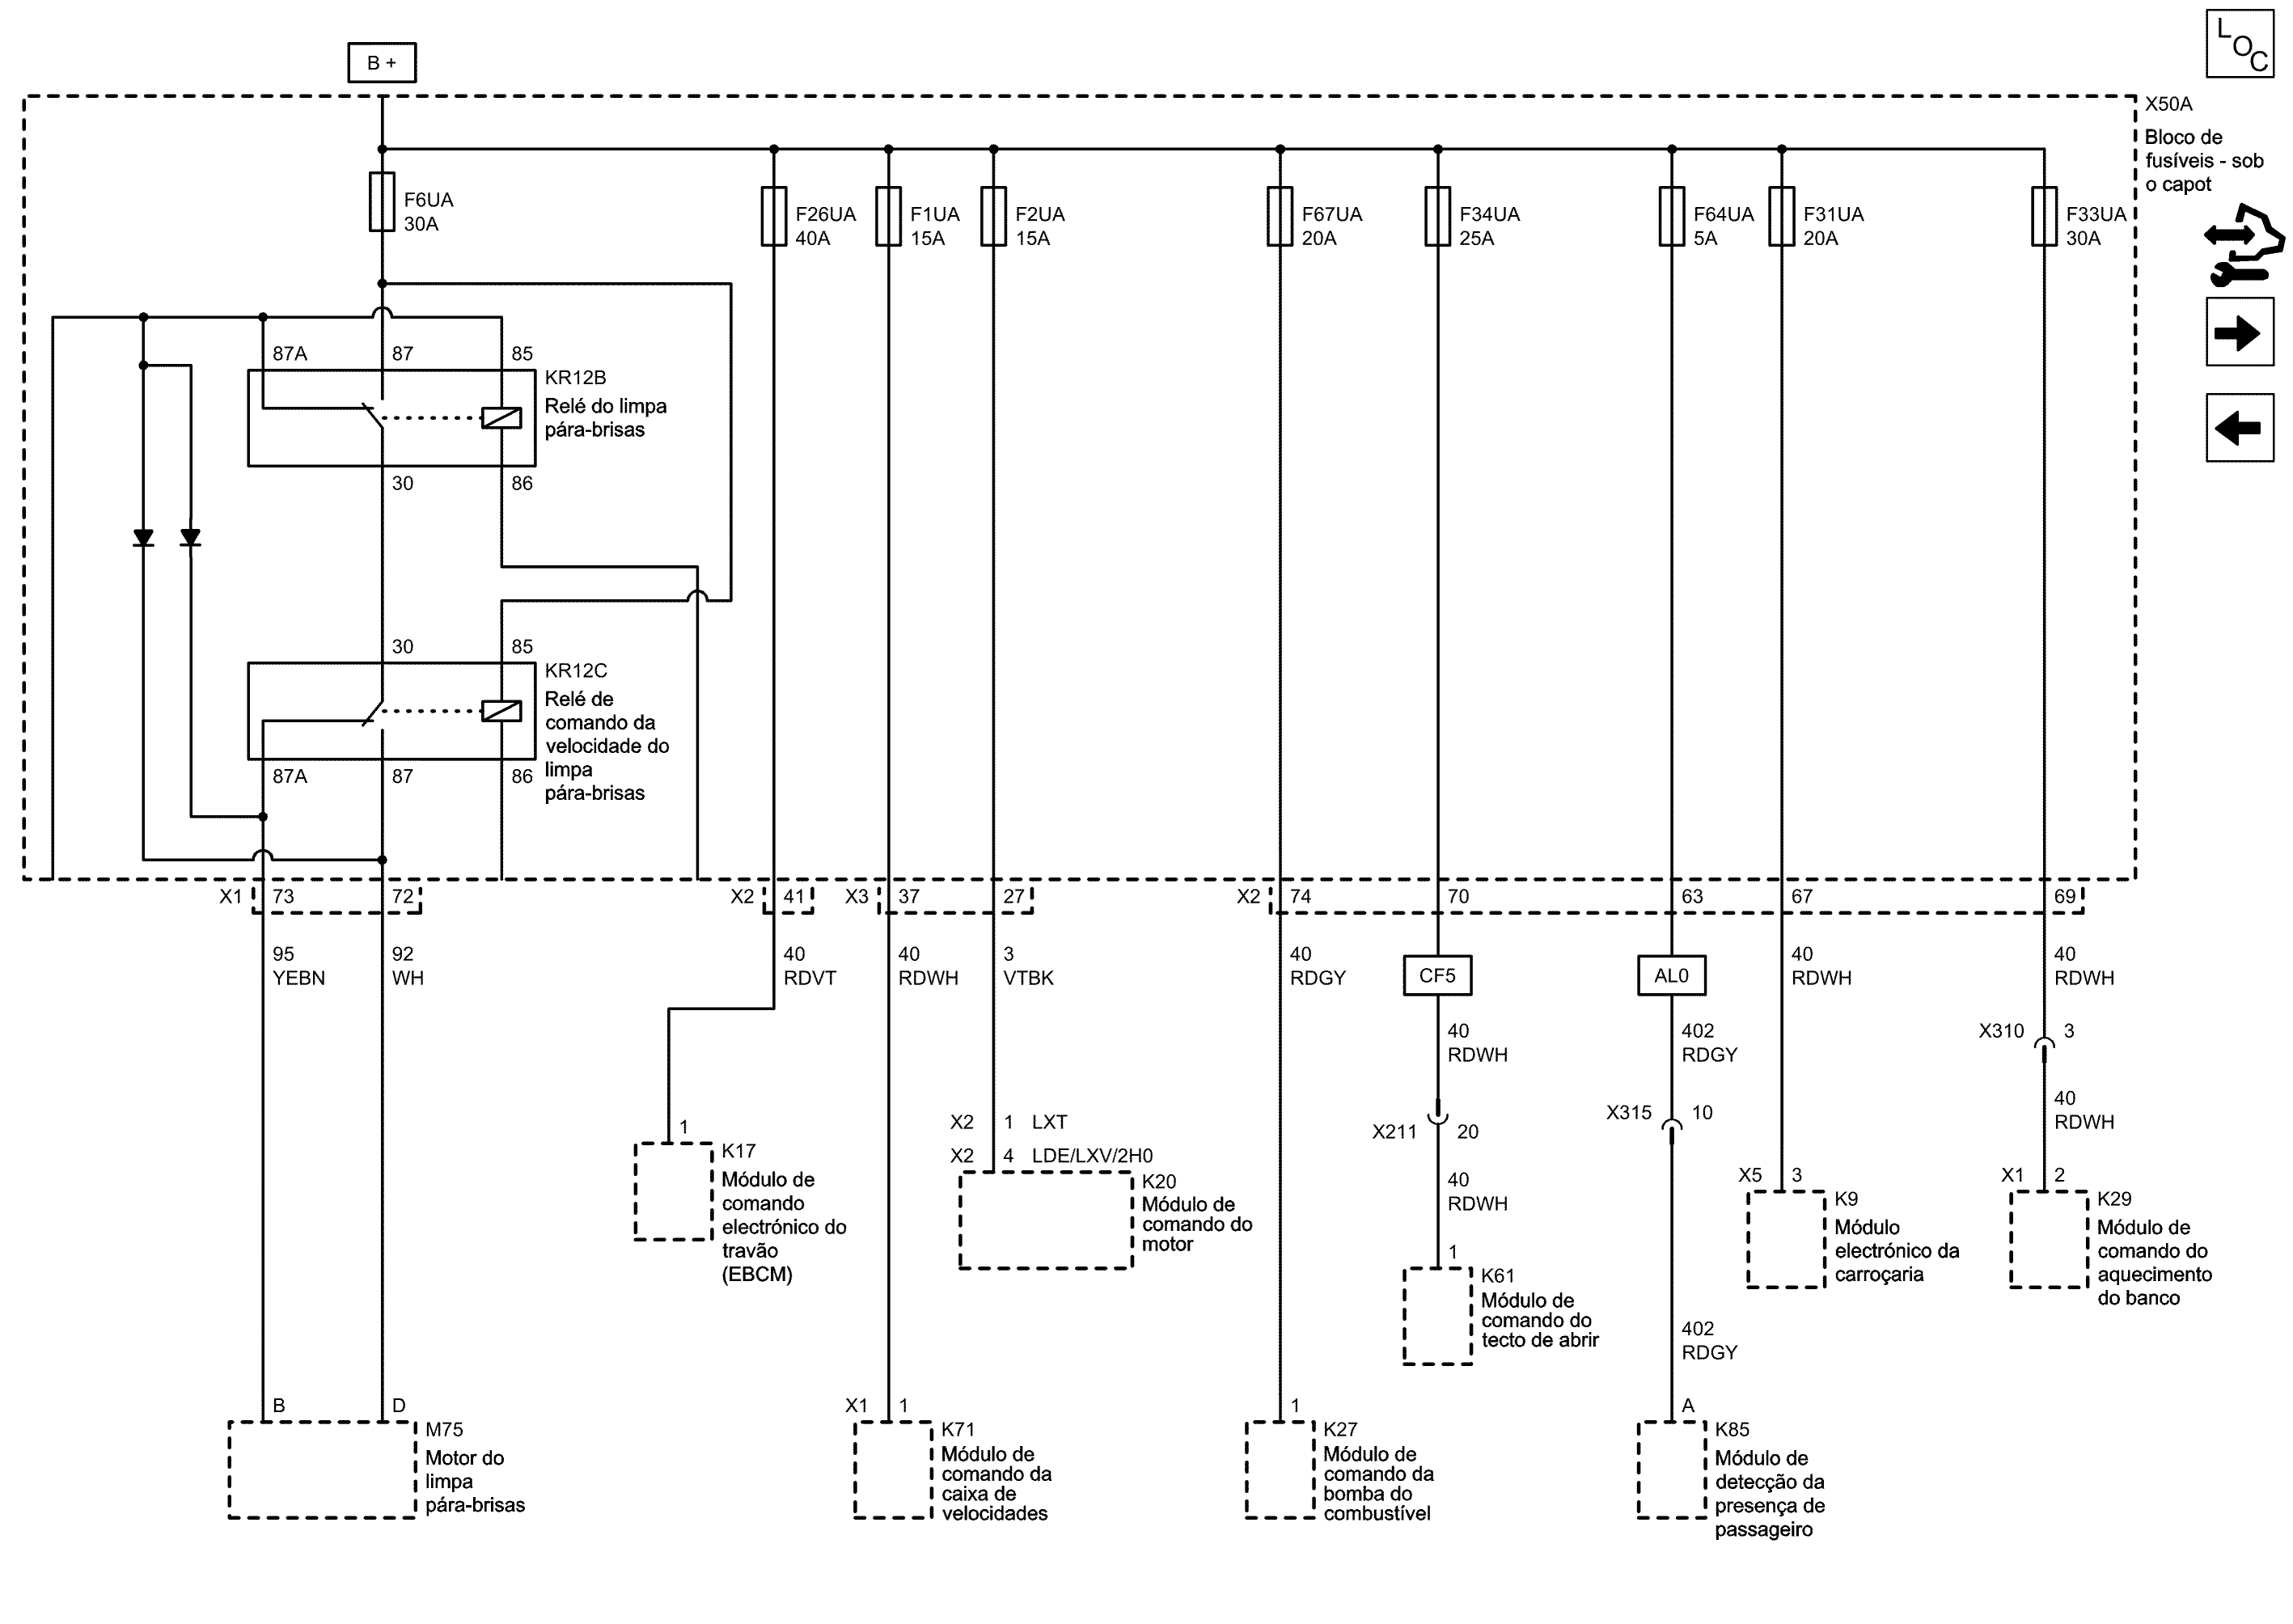 L
O
C
B +
X50A
Bloco de
fusíveis - sob
o capot
F6UA
30A
F26UA
40A
F1UA
15A
F2UA
15A
F67UA
20A
F34UA
25A
F64UA
5A
F31UA
20A
F33UA
30A
87A
87
85
KR12B
Relé do limpa
pára-brisas
30
86
30
85
KR12C
Relé de
comando da
velocidade do
limpa
pára-brisas
87A
87
86
X1
73
72
X2
41
X3
37
27
X2
74
70
63
67
69
95
YEBN
92
WH
40
RDVT
40
RDWH
3
VTBK
40
RDGY
CF5
AL0
40
RDWH
40
RDWH
40
RDWH
402
RDGY
X310
3
40
RDWH
X2
1
LXT
X211
20
X315
10
X2
4
LDE/LXV/2H0
1
K17
Módulo de
comando
electrónico do
travão
(EBCM)
K20
Módulo de
comando do
motor
40
RDWH
1
K61
Módulo de
comando do
tecto de abrir
X5
3
K9
Módulo
electrónico da
carroçaria
X1
2
K29
Módulo de
comando do
aquecimento
do banco
402
RDGY
B
D
M75
Motor do
limpa
pára-brisas
X1
1
K71
Módulo de
comando da
caixa de
velocidades
1
K27
Módulo de
comando da
bomba do
combustível
A
K85
Módulo de
detecção da
presença de
passageiro